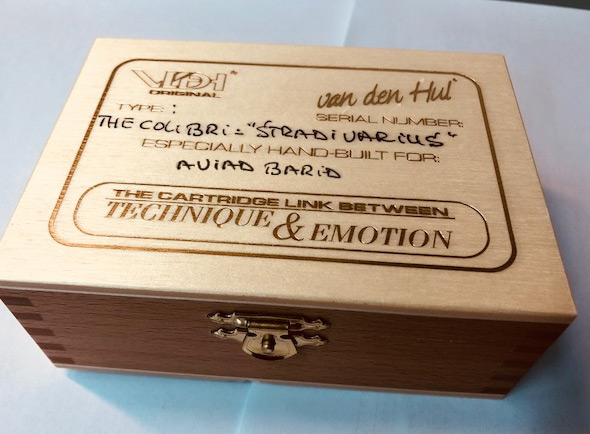 VDH
ORIGINAL
van den Hul
TYPE:
SERIAL NUMBER:
THE COLIBRI = "STRADIVARIUS"
ESPECIALLY HAND-BUILT FOR:
AVIAD BARID
THE CARTRIDGE LINK BETWEEN
TECHNIQUE & EMOTION